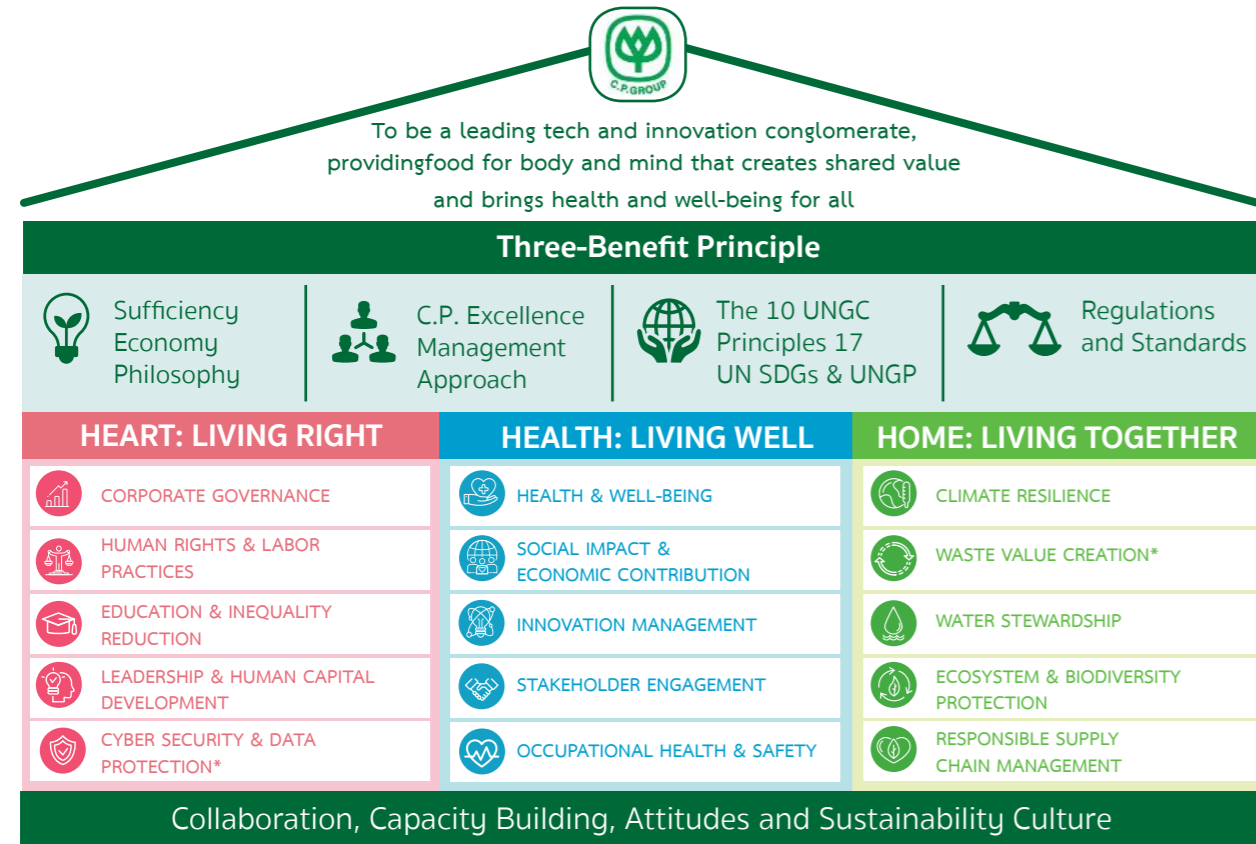 C.P.GROUP
To be a leading tech and innovation conglomerate,
providingfood for body and mind that creates shared value
and brings health and well-being for all
Three-Benefit Principle
Sufficiency
Economy
Philosophy
C.P. Excellence
Management
Approach
The 10 UNGC
Principles 17
UN SDGs & UNGP
Regulations
and Standards
HEART: LIVING RIGHT
CORPORATE GOVERNANCE
HUMAN RIGHTS & LABOR
PRACTICES
EDUCATION & INEQUALITY
REDUCTION
LEADERSHIP & HUMAN CAPITAL
DEVELOPMENT
CYBER SECURITY & DATA
PROTECTION*
HEALTH: LIVING WELL
HEALTH & WELL-BEING
SOCIAL IMPACT &
ECONOMIC CONTRIBUTION
INNOVATION MANAGEMENT
STAKEHOLDER ENGAGEMENT
OCCUPATIONAL HEALTH & SAFETY
HOME: LIVING TOGETHER
CLIMATE RESILIENCE
WASTE VALUE CREATION*
WATER STEWARDSHIP
ECOSYSTEM & BIODIVERSITY
PROTECTION
RESPONSIBLE SUPPLY
CHAIN MANAGEMENT
Collaboration, Capacity Building, Attitudes and Sustainability Culture